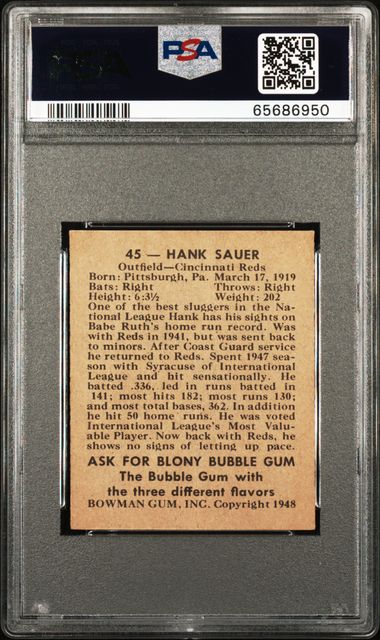 PSA
PSA
65686950
45 — HANK SAUER
Outfield—Cincinnati Reds
Born: Pittsburgh, Pa. March 17, 1919
Bats: Right Throws: Right
Height: 6:3½ Weight: 202
One of the best sluggers in the Na-
tional League Hank has his sights on
Babe Ruth's home run record. Was
with Reds in 1941, but was sent back
to minors. After Coast Guard service
he returned to Reds. Spent 1947 sea-
son with Syracuse of International
League and hit sensationally. He
batted .336, led in runs batted in
141; most hits 182; most runs 130;
and most total bases, 362. In addition
he hit 50 home runs. He was voted
International League's Most Valu-
able Player. Now back with Reds, he
shows no signs of letting up pace.
ASK FOR BLONY BUBBLE GUM
The Bubble Gum with
the three different flavors
BOWMAN GUM, INC. Copyright 1948